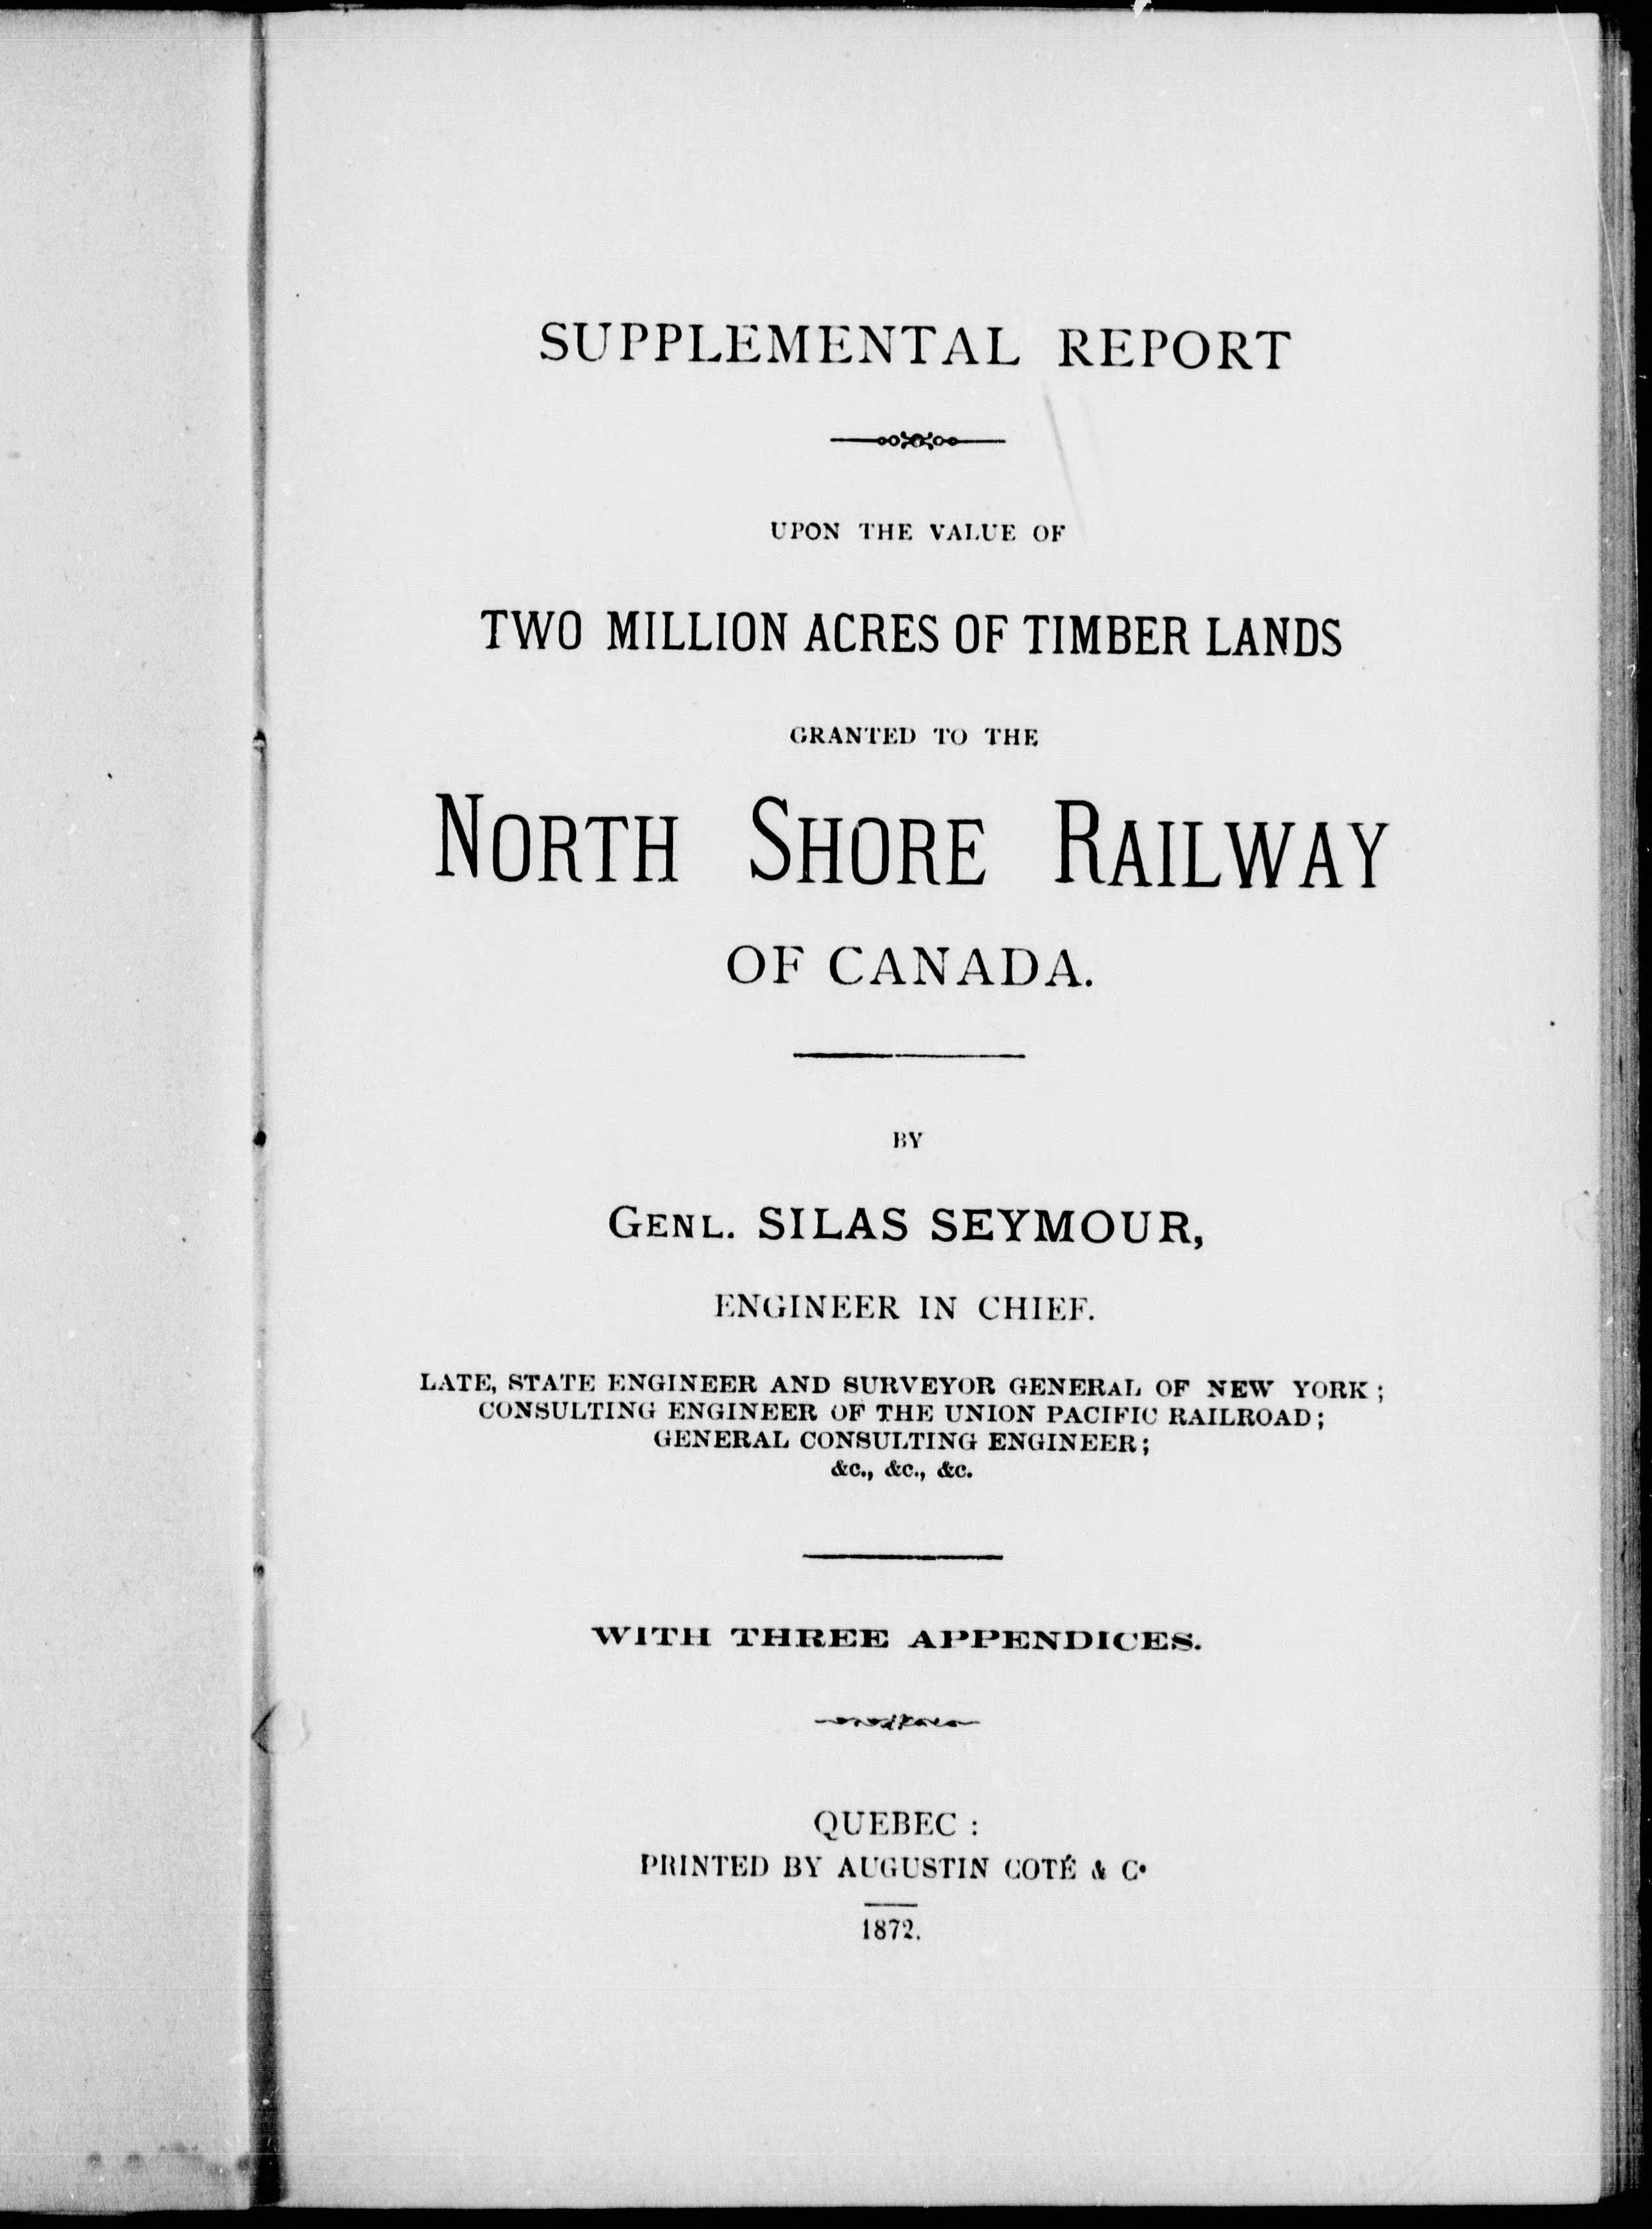 SUPPLEMENTAL REPORT
UPON THE VALUE OF
TWO MILLION ACRES OF TIMBER LANDS
GRANTED TO THE
NORTH SHORE RAILWAY
OF CANADA.
BY
GENL. SILAS SEYMOUR,
ENGINEER IN CHIEF.
LATE, STATE ENGINEER AND SURVEYOR GENERAL OF NEW YORK ;
CONSULTING ENGINEER OF THE UNION PACIFIC RAILROAD ;
GENERAL CONSULTING ENGINEER ;
&C., &C., &C.
WITH THREE APPENDICES.
QUEBEC :
PRINTED BY AUGUSTIN COTÉ & Cº
1872.